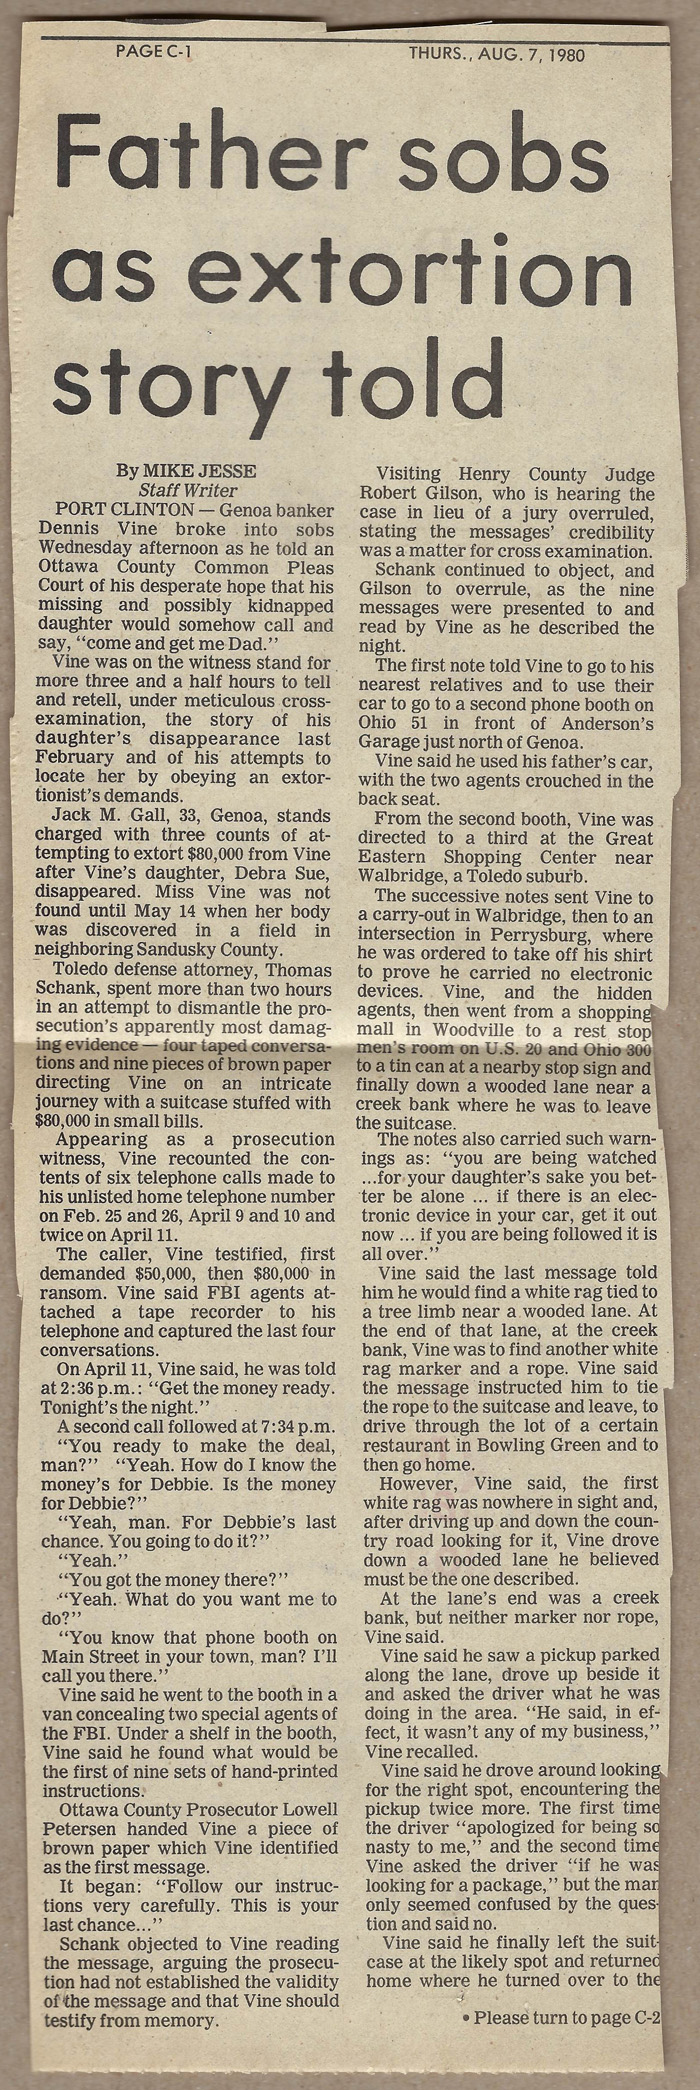 PAGE C-1
THURS., AUG. 7, 1980
Father sobs
as extortion
story told
By MIKE JESSE
Staff Writer
PORT CLINTON — Genoa banker
Dennis Vine broke into sobs
Wednesday afternoon as he told an
Ottawa County Common Pleas
Court of his desperate hope that his
missing and possibly kidnapped
daughter would somehow call and
say, “come and get me Dad.”
Vine was on the witness stand for
more three and a half hours to tell
and retell, under meticulous cross-
examination, the story of his
daughter’s disappearance last
February and of his attempts to
locate her by obeying an extor-
tionist’s demands.
Jack M. Gall, 33, Genoa, stands
charged with three counts of at-
tempting to extort $80,000 from Vine
after Vine’s daughter, Debra Sue,
disappeared. Miss Vine was not
found until May 14 when her body
was discovered in a field in
neighboring Sandusky County.
Toledo defense attorney, Thomas
Schank, spent more than two hours
in an attempt to dismantle the pro-
secution’s apparently most damag-
ing evidence — four taped conversa-
tions and nine pieces of brown paper
directing Vine on an intricate
journey with a suitcase stuffed with
$80,000 in small bills.
Appearing as a prosecution
witness, Vine recounted the con-
tents of six telephone calls made to
his unlisted home telephone number
on Feb. 25 and 26, April 9 and 10 and
twice on April 11.
The caller, Vine testified, first
demanded $50,000, then $80,000 in
ransom. Vine said FBI agents at-
tached a tape recorder to his
telephone and captured the last four
conversations.
On April 11, Vine said, he was told
at 2:36 p.m.: “Get the money ready.
Tonight’s the night.”
A second call followed at 7:34 p.m.
“You ready to make the deal,
man?” “Yeah. How do I know the
money’s for Debbie. Is the money
for Debbie?”
“Yeah, man. For Debbie’s last
chance. You going to do it?”
“Yeah.”
“You got the money there?”
“Yeah. What do you want me to
do?”
“You know that phone booth on
Main Street in your town, man? I’ll
call you there.”
Vine said he went to the booth in a
van concealing two special agents of
the FBI. Under a shelf in the booth,
Vine said he found what would be
the first of nine sets of hand-printed
instructions.
Ottawa County Prosecutor Lowell
Petersen handed Vine a piece of
brown paper which Vine identified
as the first message.
It began: “Follow our instruc-
tions very carefully. This is your
last chance...”
Schank objected to Vine reading
the message, arguing the prosecu-
tion had not established the validity
of the message and that Vine should
testify from memory.
Visiting Henry County Judge
Robert Gilson, who is hearing the
case in lieu of a jury overruled,
stating the messages’ credibility
was a matter for cross examination.
Schank continued to object, and
Gilson to overrule, as the nine
messages were presented to and
read by Vine as he described the
night.
The first note told Vine to go to his
nearest relatives and to use their
car to go to a second phone booth on
Ohio 51 in front of Anderson’s
Garage just north of Genoa.
Vine said he used his father’s car,
with the two agents crouched in the
back seat.
From the second booth, Vine was
directed to a third at the Great
Eastern Shopping Center near
Walbridge, a Toledo suburb.
The successive notes sent Vine to
a carry-out in Walbridge, then to an
intersection in Perrysburg, where
he was ordered to take off his shirt
to prove he carried no electronic
devices. Vine, and the hidden
agents, then went from a shopping
mall in Woodville to a rest stop
men’s room on U.S. 20 and Ohio 300
to a tin can at a nearby stop sign and
finally down a wooded lane near a
creek bank where he was to leave
the suitcase.
The notes also carried such warn-
ings as: “you are being watched
...for your daughter’s sake you bet-
ter be alone ... if there is an elec-
tronic device in your car, get it out
now ... if you are being followed it is
all over.”
Vine said the last message told
him he would find a white rag tied to
a tree limb near a wooded lane. At
the end of that lane, at the creek
bank, Vine was to find another white
rag marker and a rope. Vine said
the message instructed him to tie
the rope to the suitcase and leave, to
drive through the lot of a certain
restaurant in Bowling Green and to
then go home.
However, Vine said, the first
white rag was nowhere in sight and,
after driving up and down the coun-
try road looking for it, Vine drove
down a wooded lane he believed
must be the one described.
At the lane’s end was a creek
bank, but neither marker nor rope,
Vine said.
Vine said he saw a pickup parked
along the lane, drove up beside it
and asked the driver what he was
doing in the area. “He said, in ef-
fect, it wasn’t any of my business,”
Vine recalled.
Vine said he drove around looking
for the right spot, encountering the
pickup twice more. The first time
the driver “apologized for being so
nasty to me,” and the second time
Vine asked the driver “if he was
looking for a package,” but the man
only seemed confused by the ques-
tion and said no.
Vine said he finally left the suit-
case at the likely spot and returned
home where he turned over to the
• Please turn to page C-2